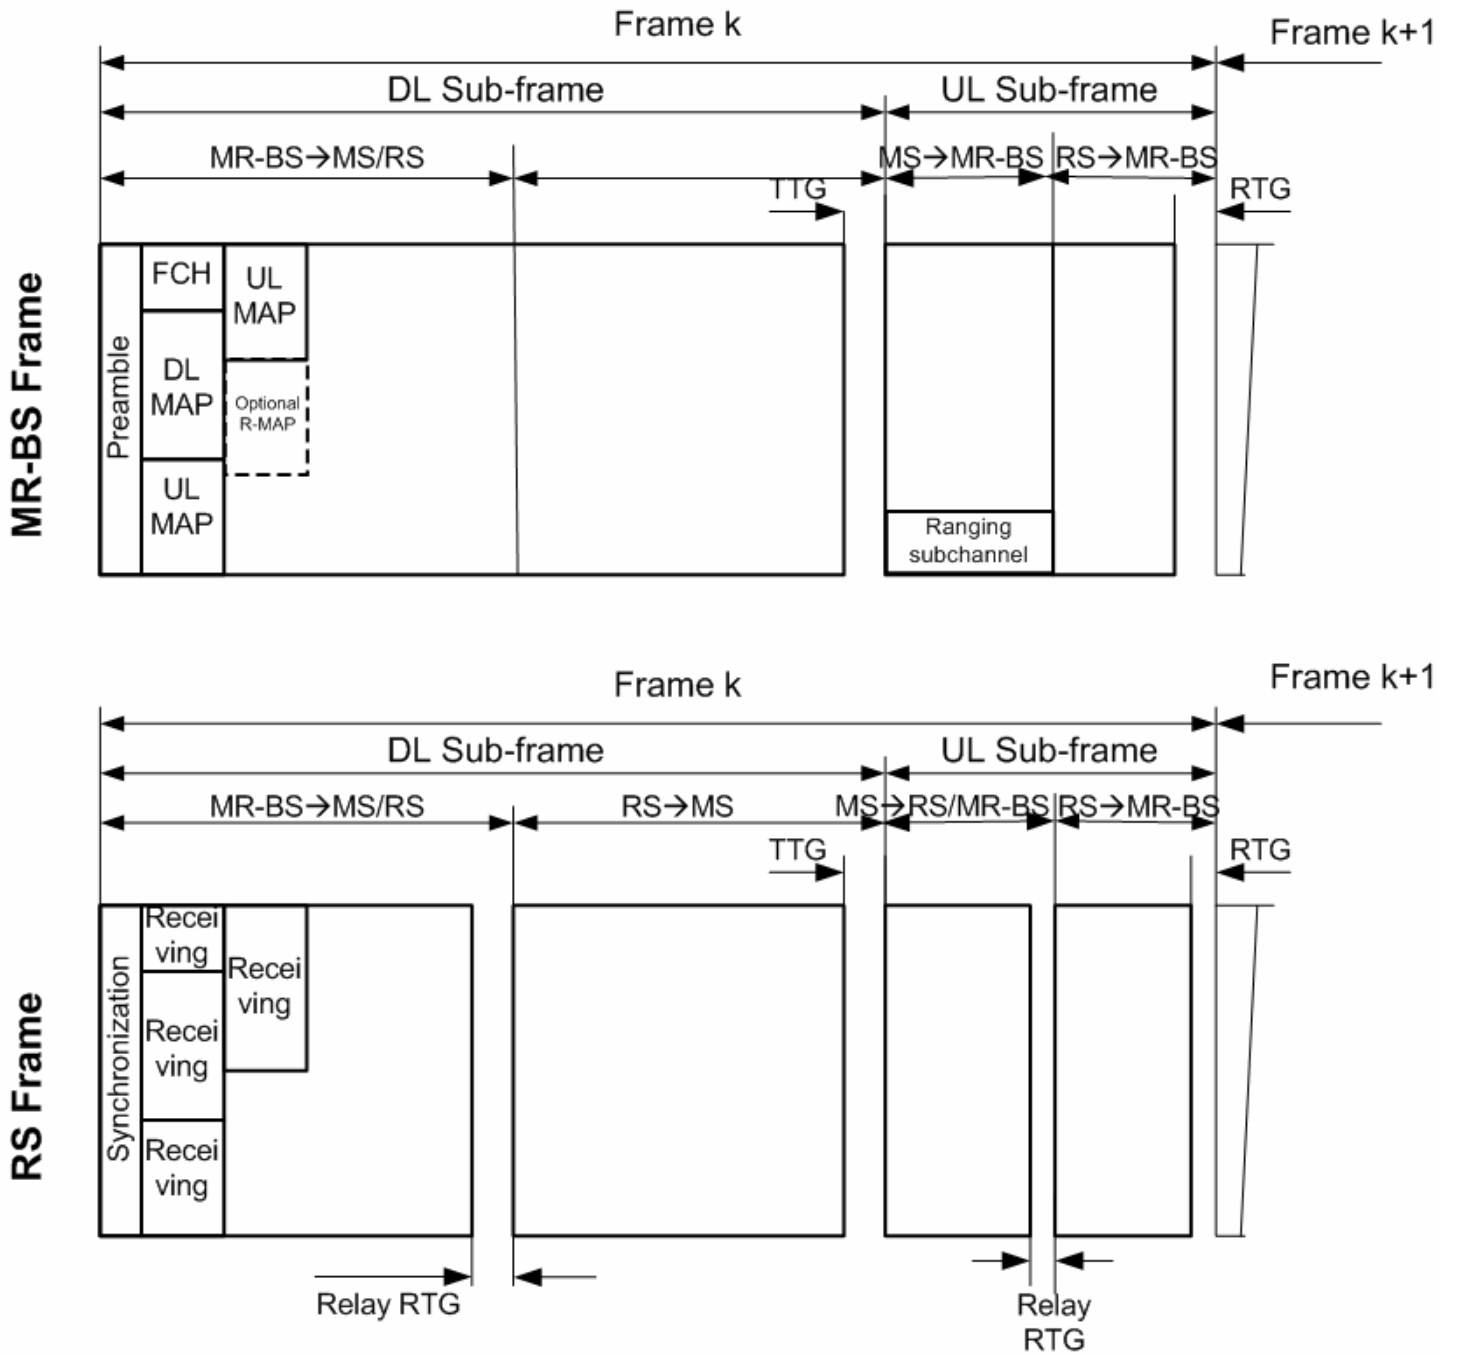 Frame k
Frame k+1
DL Sub-frame
UL Sub-frame
MR-BS→MS/RS
MS→MR-BS
RS→MR-BS
TTG
RTG
MR-BS Frame
Preamble
FCH
DL
MAP
UL
MAP
UL
MAP
Optional
R-MAP
Ranging
subchannel
Frame k
Frame k+1
DL Sub-frame
UL Sub-frame
MR-BS→MS/RS
RS→MS
MS→RS/MR-BS
RS→MR-BS
TTG
RTG
RS Frame
Synchronization
Recei
ving
Recei
ving
Recei
ving
Recei
ving
Relay RTG
Relay
RTG